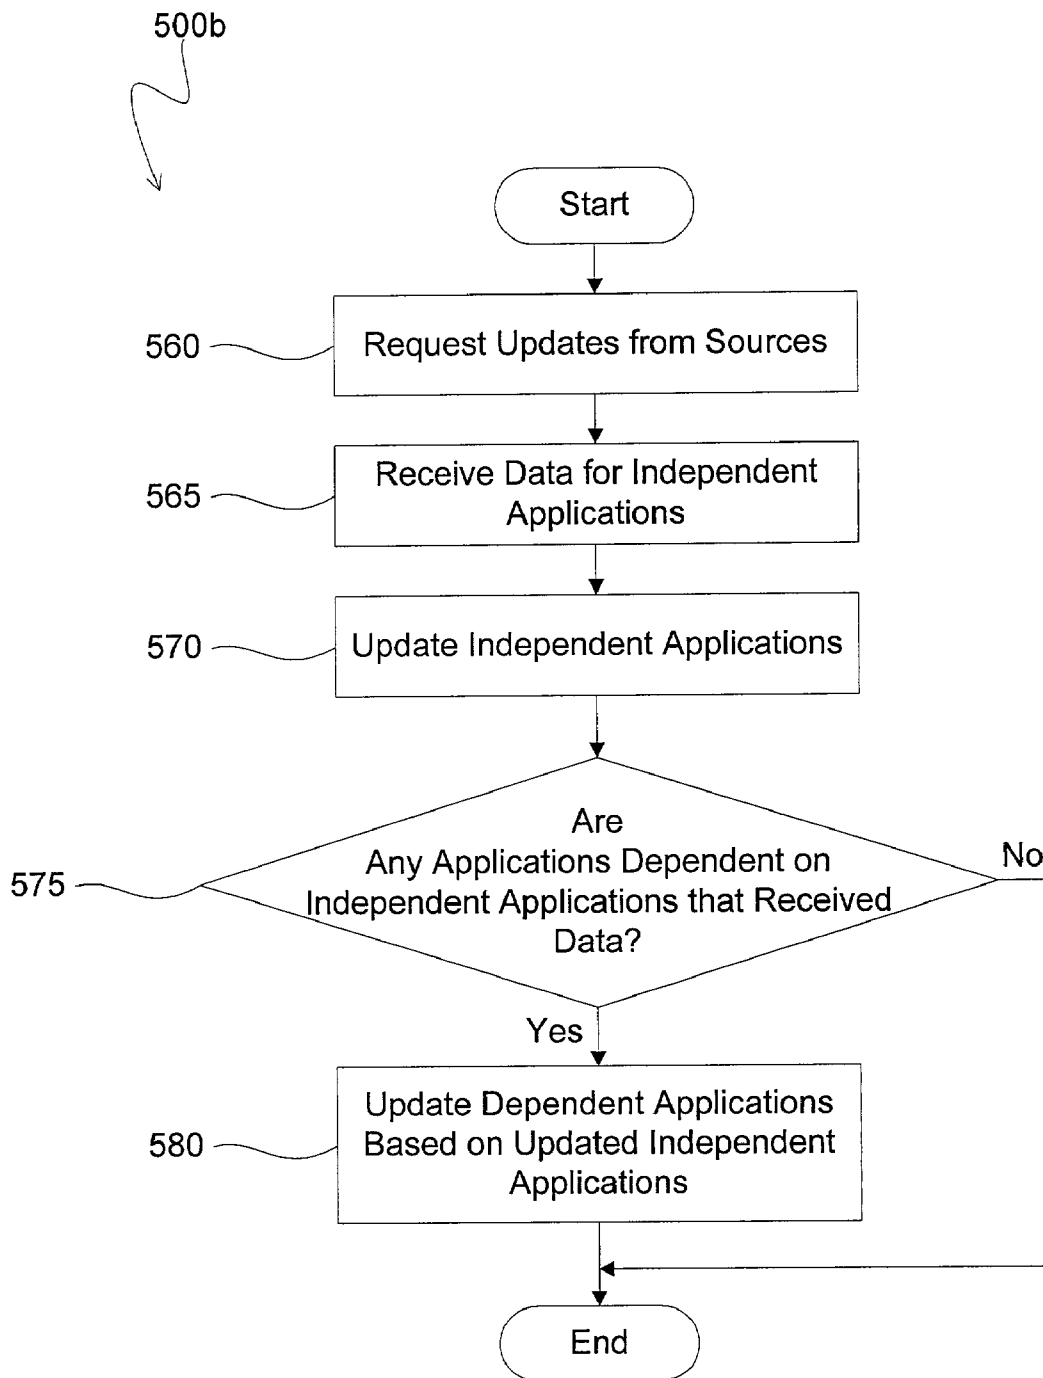 500b
Start
560
Request Updates from Sources
565
Receive Data for Independent
Applications
570
Update Independent Applications
575
Are
Any Applications Dependent on
Independent Applications that Received
Data?
No
Yes
580
Update Dependent Applications
Based on Updated Independent
Applications
End